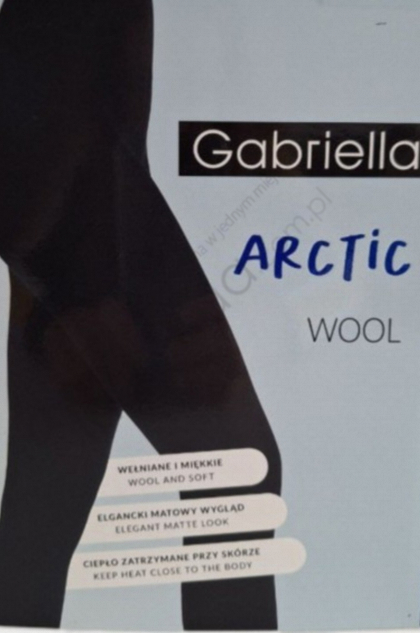 Gabriella
ARCTIC
WOOL
WEŁNIANE I MIĘKKIE
WOOL AND SOFT
ELGANCKI MATOWY WYGLĄD
ELEGANT MATTE LOOK
CIEPŁO ZATRZYMANE PRZY SKÓRZE
KEEP HEAT CLOSE TO THE BODY